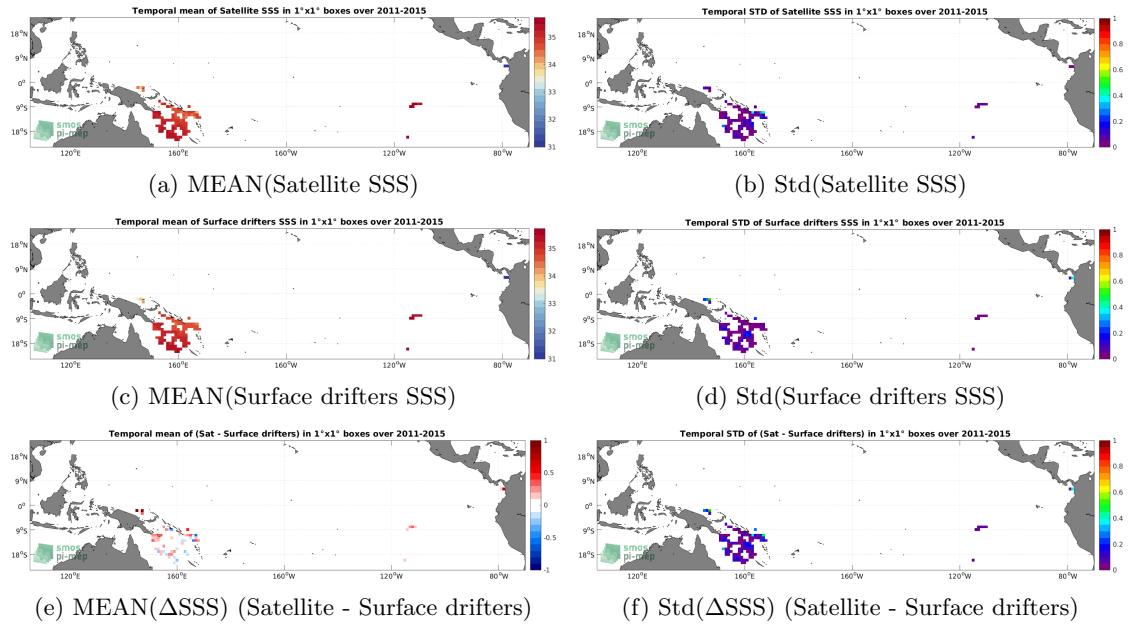 Temporal mean of Satellite SSS in 1°x1° boxes over 2011-2015
18°N
9°N
0°
9°S
18°S
120°E
160°E
160°W
120°W
80°W
35
34
33
32
31
smos
pi-mep
(a) MEAN(Satellite SSS)
Temporal STD of Satellite SSS in 1°x1° boxes over 2011-2015
18°N
9°N
0°
9°S
18°S
120°E
160°E
160°W
120°W
80°W
1
0.8
0.6
0.4
0.2
0
smos
pi-mep
(b) Std(Satellite SSS)
Temporal mean of Surface drifters SSS in 1°x1° boxes over 2011-2015
18°N
9°N
0°
9°S
18°S
120°E
160°E
160°W
120°W
80°W
35
34
33
32
31
smos
pi-mep
(c) MEAN(Surface drifters SSS)
Temporal STD of Surface drifters SSS in 1°x1° boxes over 2011-2015
18°N
9°N
0°
9°S
18°S
120°E
160°E
160°W
120°W
80°W
1
0.8
0.6
0.4
0.2
0
smos
pi-mep
(d) Std(Surface drifters SSS)
Temporal mean of (Sat - Surface drifters) in 1°x1° boxes over 2011-2015
18°N
9°N
0°
9°S
18°S
120°E
160°E
160°W
120°W
80°W
1
0.5
0
-0.5
-1
smos
pi-mep
(e) MEAN(ΔSSS) (Satellite - Surface drifters)
Temporal STD of (Sat - Surface drifters) in 1°x1° boxes over 2011-2015
18°N
9°N
0°
9°S
18°S
120°E
160°E
160°W
120°W
80°W
1
0.8
0.6
0.4
0.2
0
smos
pi-mep
(f) Std(ΔSSS) (Satellite - Surface drifters)